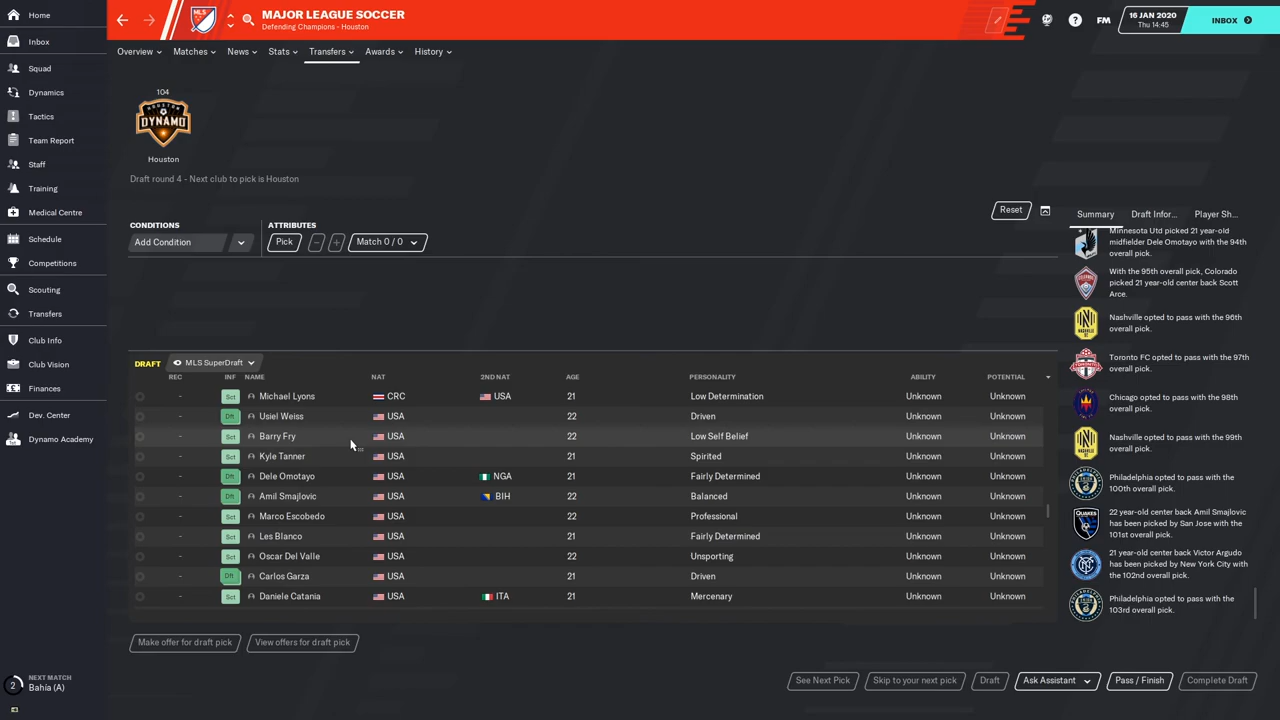 Home
Inbox
Squad
Dynamics
Tactics
Team Report
Staff
Training
Medical Centre
Schedule
Competitions
Scouting
Transfers
Club Info
Club Vision
Finances
Dev. Center
Dynamo Academy
2
NEXT MATCH
Bahía (A)
MLS
MAJOR LEAGUE SOCCER
Defending Champions - Houston
?
FM
16 JAN 2020
Thu 14:45
INBOX
Overview
Matches
News
Stats
Transfers
Awards
History
104
HOUSTON
DYNAMO
Houston
Draft round 4 - Next club to pick is Houston
Reset
CONDITIONS
ATTRIBUTES
Add Condition
Pick
Match 0 / 0
DRAFT
MLS SuperDraft
REC INF NAME NAT 2ND NAT AGE PERSONALITY ABILITY POTENTIAL
- Sct Michael Lyons CRC USA 21 Low Determination Unknown Unknown
- Dft Usiel Weiss USA 22 Driven Unknown Unknown
- Sct Barry Fry USA 22 Low Self Belief Unknown Unknown
- Sct Kyle Tanner USA 21 Spirited Unknown Unknown
- Dft Dele Omotayo USA NGA 21 Fairly Determined Unknown Unknown
- Dft Amil Smajlovic USA BIH 22 Balanced Unknown Unknown
- Sct Marco Escobedo USA 22 Professional Unknown Unknown
- Sct Les Blanco USA 21 Fairly Determined Unknown Unknown
- Sct Oscar Del Valle USA 22 Unsporting Unknown Unknown
- Dft Carlos Garza USA 21 Driven Unknown Unknown
- Sct Daniele Catania USA ITA 21 Mercenary Unknown Unknown
Make offer for draft pick
View offers for draft pick
Summary
Draft Infor...
Player Sh...
Minnesota Utd picked 21 year-old
midfielder Dele Omotayo with the 94th
overall pick.
With the 95th overall pick, Colorado
picked 21 year-old center back Scott
Arce.
Nashville opted to pass with the 96th
overall pick.
Toronto FC opted to pass with the 97th
overall pick.
Chicago opted to pass with the 98th
overall pick.
Nashville opted to pass with the 99th
overall pick.
Philadelphia opted to pass with the
100th overall pick.
22 year-old center back Amil Smajlovic
has been picked by San Jose with the
101st overall pick.
21 year-old center back Victor Argudo
has been picked by New York City with
the 102nd overall pick.
Philadelphia opted to pass with the
103rd overall pick.
See Next Pick
Skip to your next pick
Draft
Ask Assistant
Pass / Finish
Complete Draft